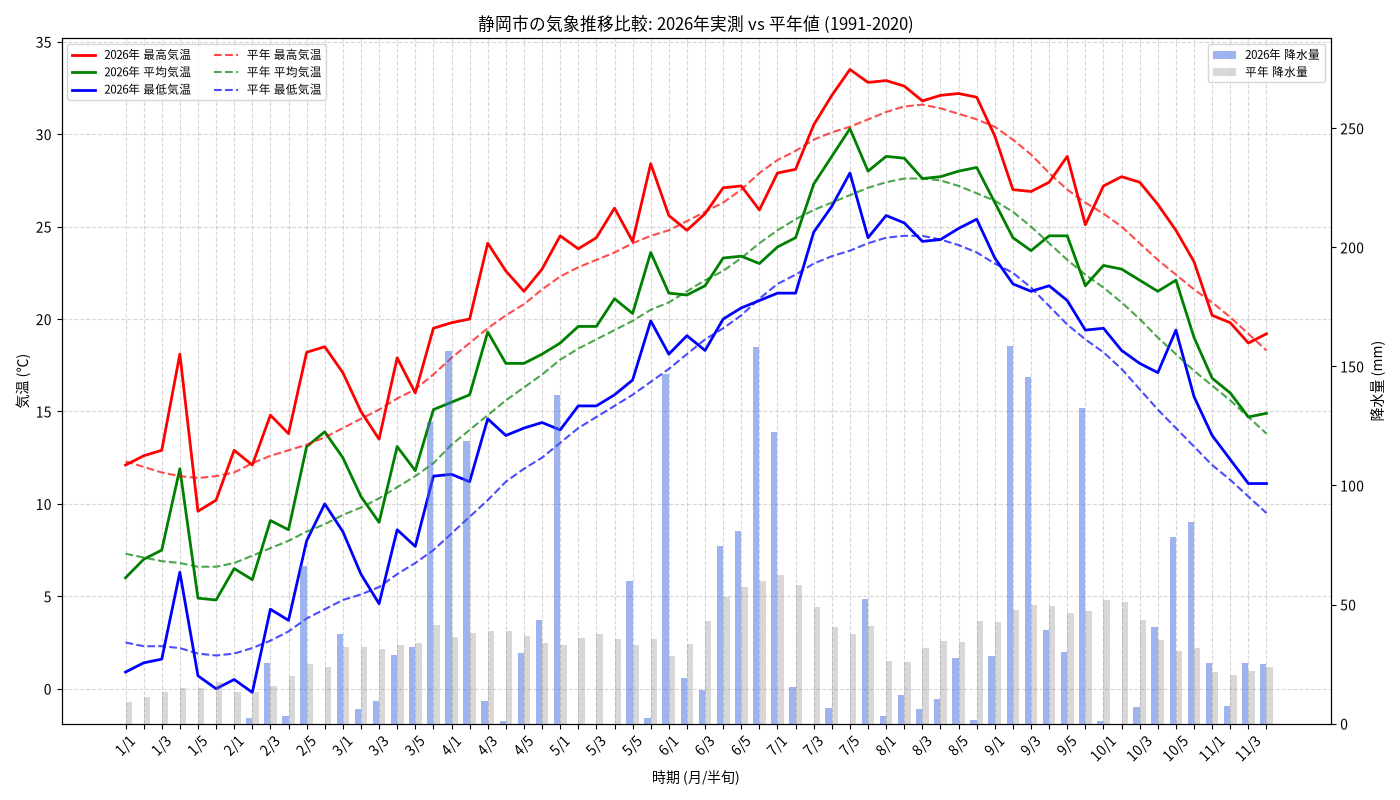 静岡市の気象推移比較: 2026年実測 vs 平年値 (1991-2020)
2026年 最高気温
2026年 平均気温
2026年 最低気温
平年 最高気温
平年 平均気温
平年 最低気温
2026年 降水量
平年 降水量
気温 (℃)
35
30
25
20
15
10
5
0
降水量 (mm)
250
200
150
100
50
0
1/1 1/3 1/5 2/1 2/3 2/5 3/1 3/3 3/5 4/1 4/3 4/5 5/1 5/3 5/5 6/1 6/3 6/5 7/1 7/3 7/5 8/1 8/3 8/5 9/1 9/3 9/5 10/1 10/3 10/5 11/1 11/3
時期 (月/半旬)